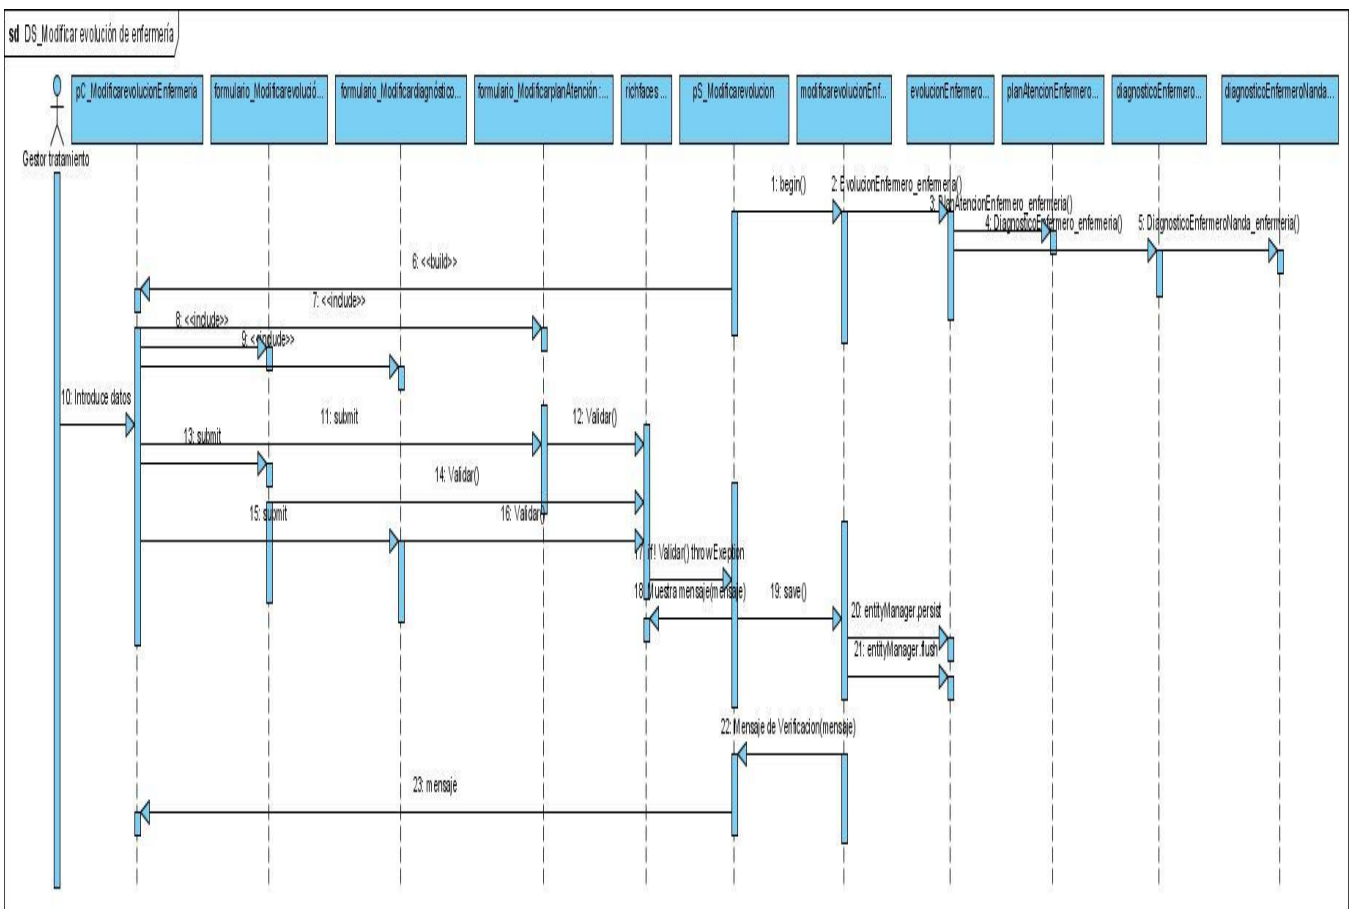 sd DS_Modificar evolución de enfermería
pC_ModificarevolucionEnfermeria
formulario_Modificarevolució...
formulario_Modificardiagnóstico...
formulario_ModificarplanAtención :...
richfaces ...
pS_Modificarevolucion
modificarevolucionEnf...
evolucionEnfermero...
planAtencionEnfermero...
diagnosticoEnfermero...
diagnosticoEnfermeroNanda...
Gestor tratamiento
1: begin()
2: EvolucionEnfermero_enfermeria()
3: PlanAtencionEnfermero_enfermeria()
4: DiagnosticoEnfermero_enfermeria()
5: DiagnosticoEnfermeroNanda_enfermeria()
6: <<build>>
7: <<include>>
8: <<include>>
9: <<include>>
10: Introduce datos
11: submit
12: Validar()
13: submit
14: Validar()
15: submit
16: Validar()
17: if ! Validar() throw Exeption
18: Muestra mensaje(mensaje)
19: save()
20: entityManager.persist
21: entityManager.flush
22: Mensaje de Verificacion(mensaje)
23: mensaje